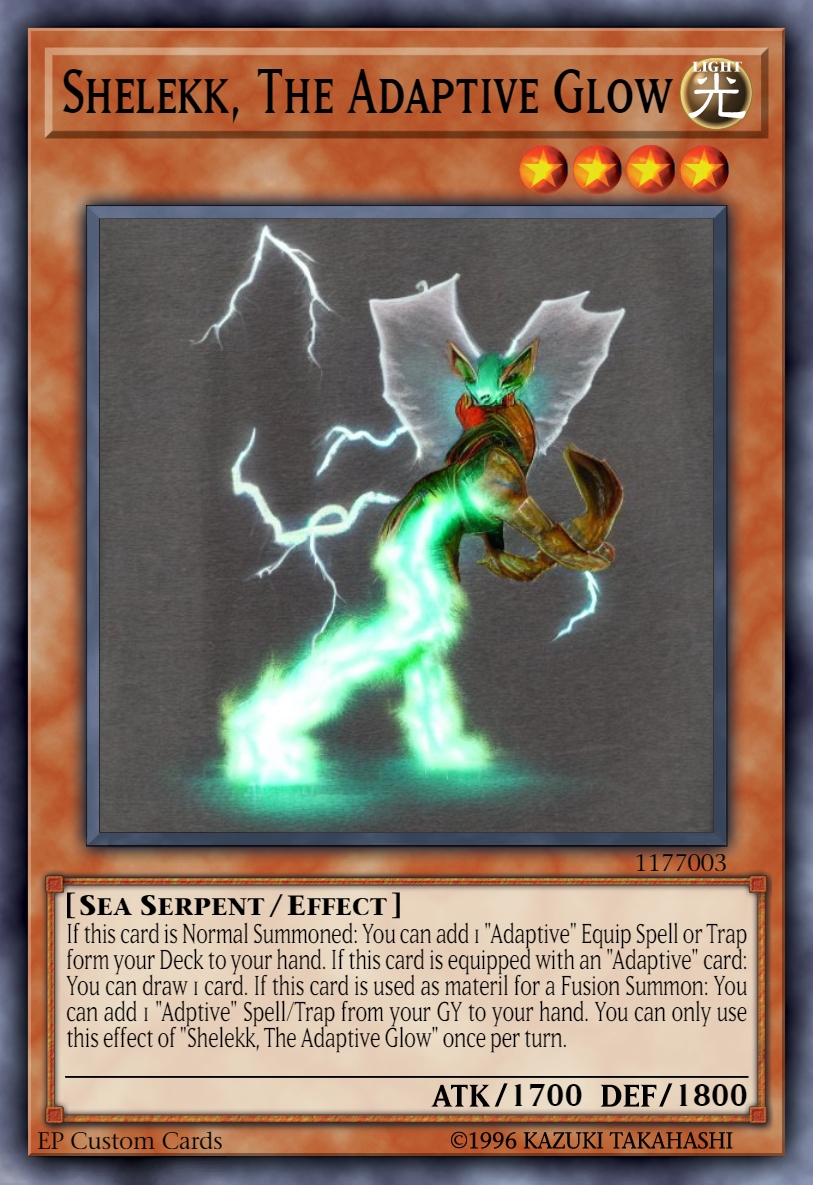 Shelekk, The Adaptive Glow
LIGHT
光
1177003
[Sea Serpent/Effect]
If this card is Normal Summoned: You can add 1 "Adaptive" Equip Spell or Trap
form your Deck to your hand. If this card is equipped with an "Adaptive" card:
You can draw 1 card. If this card is used as materil for a Fusion Summon: You
can add 1 "Adptive" Spell/Trap from your GY to your hand. You can only use
this effect of "Shelekk, The Adaptive Glow" once per turn.
ATK/1700 DEF/1800
EP Custom Cards
©1996 KAZUKI TAKAHASHI